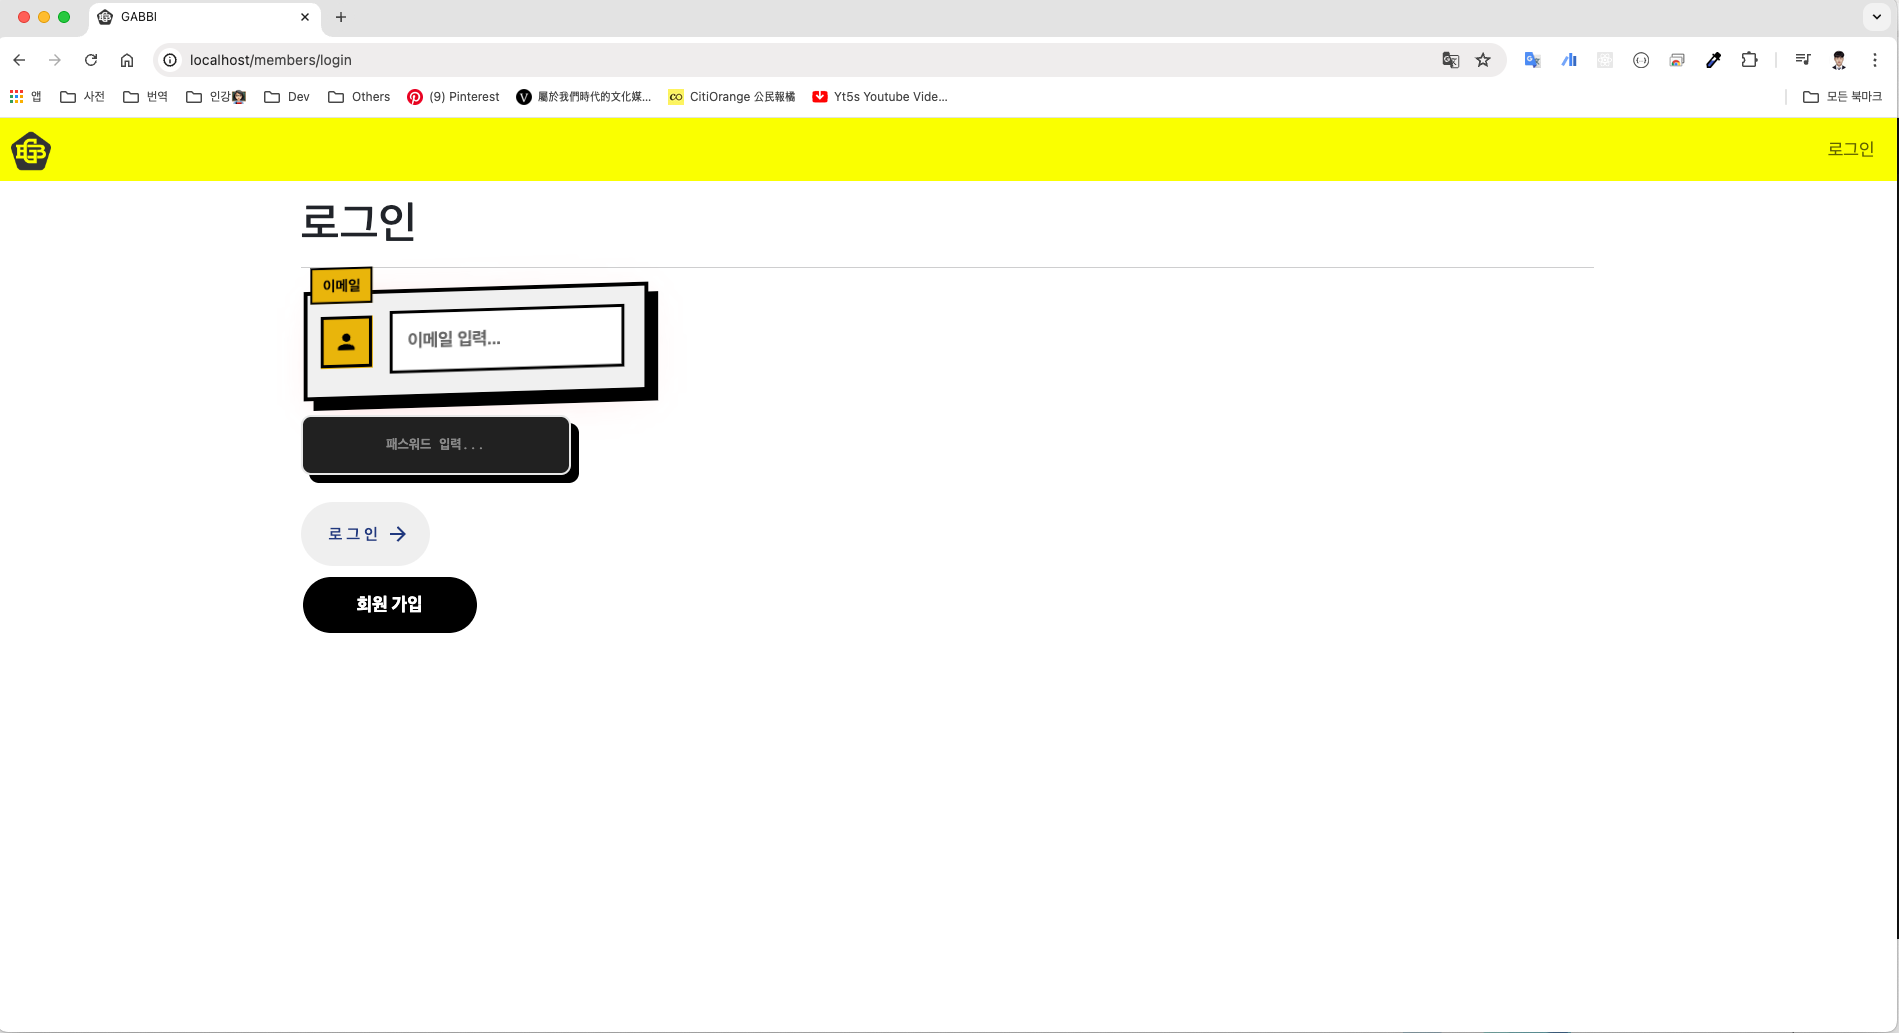 GABBI
localhost/members/login
앱 사전 번역 인강 Dev Others (9) Pinterest 屬於我們時代的文化媒... CitiOrange 公民報橘 Yt5s Youtube Vide... 모든 북마크
GB 로그인
로그인
이메일
이메일 입력...
패스워드 입력...
로그인
회원 가입